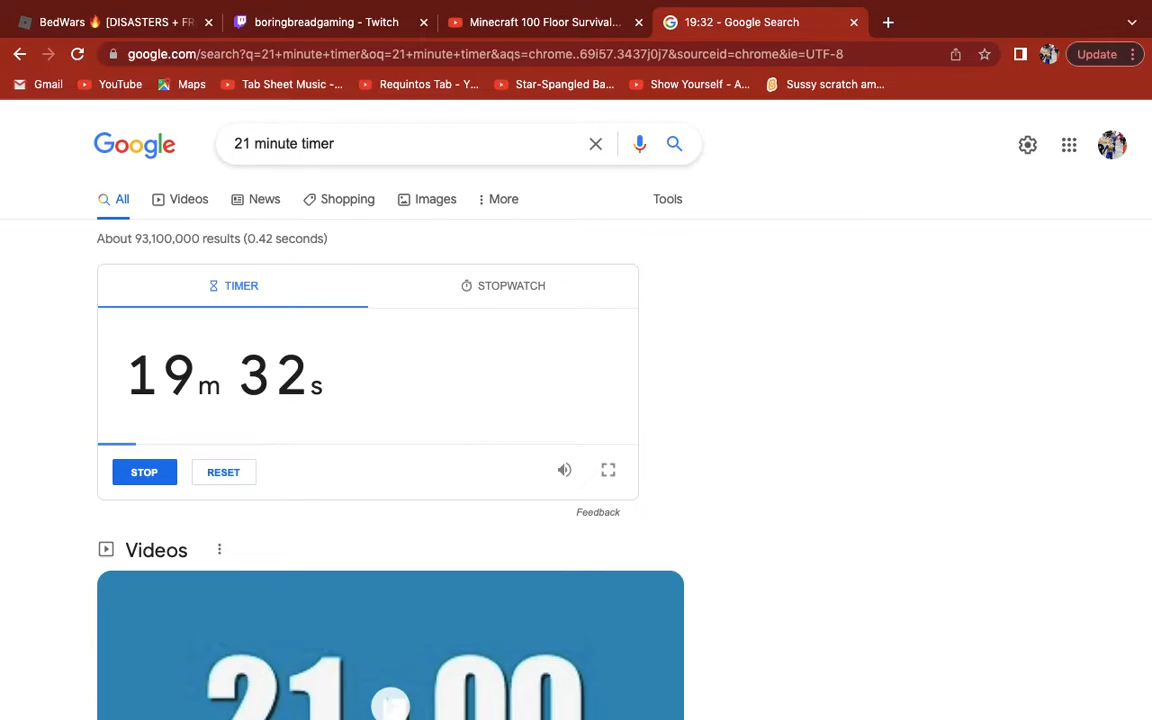 BedWars 🔥 [DISASTERS + FR
boringbreadgaming - Twitch
Minecraft 100 Floor Survival...
19:32 - Google Search
google.com/search?q=21+minute+timer&oq=21+minute+timer&aqs=chrome..69i57.3437j0j7&sourceid=chrome&ie=UTF-8
Update
Gmail
YouTube
Maps
Tab Sheet Music -...
Requintos Tab - Y...
Star-Spangled Ba...
Show Yourself - A...
Sussy scratch am...
Google
21 minute timer
All
Videos
News
Shopping
Images
More
Tools
About 93,100,000 results (0.42 seconds)
TIMER
STOPWATCH
19m 32s
STOP
RESET
Feedback
Videos
21:00